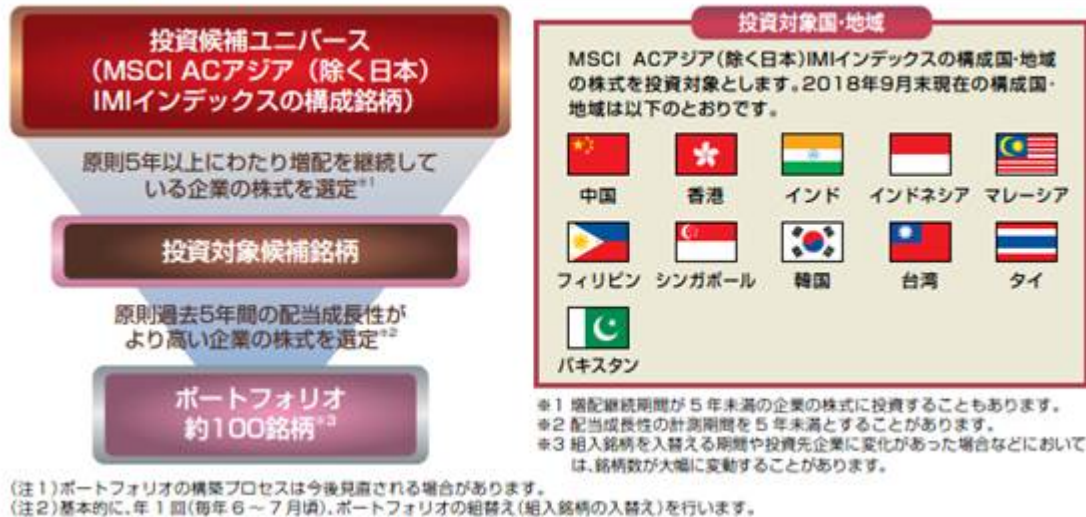 投資候補ユニバース
(MSCI ACアジア（除く日本）
IMIインデックスの構成銘柄)
原則5年以上にわたり増配を継続して
いる企業の株式を選定※1
投資対象候補銘柄
原則過去5年間の配当成長性が
より高い企業の株式を選定※2
ポートフォリオ
約100銘柄※3
投資対象国・地域
MSCI ACアジア(除く日本)IMIインデックスの構成国・地域
の株式を投資対象とします。2018年9月末現在の構成国・
地域は以下のとおりです。
中国 香港 インド インドネシア マレーシア
フィリピン シンガポール 韓国 台湾 タイ
パキスタン
※1 増配継続期間が5年未満の企業の株式に投資することもあります。
※2 配当成長性の計測期間を5年未満とすることがあります。
※3 組入銘柄を入替える期間や投資先企業に変化があった場合などにおいて
は、銘柄数が大幅に変動することがあります。
(注1)ポートフォリオの構築プロセスは今後見直される場合があります。
(注2)基本的に、年1回(毎年6～7月頃)、ポートフォリオの組替え(組入銘柄の入替え)を行います。